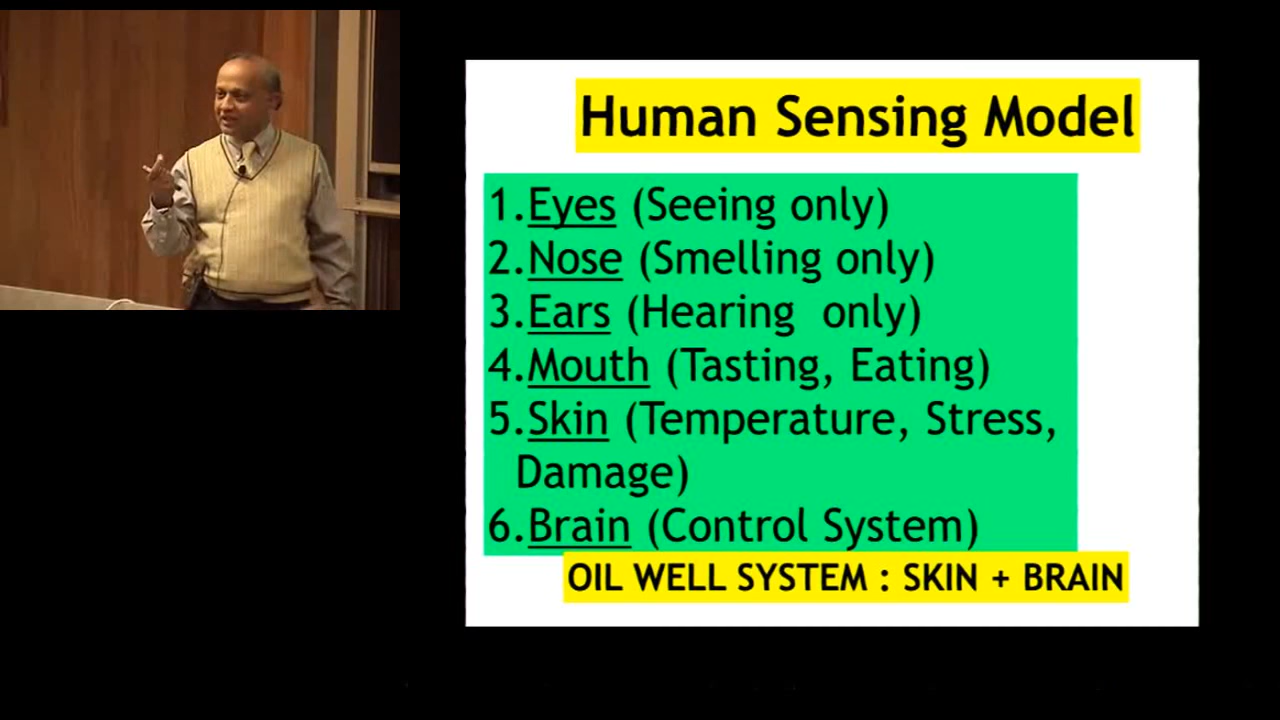 Human Sensing Model
1.Eyes (Seeing only)
2.Nose (Smelling only)
3.Ears (Hearing only)
4.Mouth (Tasting, Eating)
5.Skin (Temperature, Stress,
Damage)
6.Brain (Control System)
OIL WELL SYSTEM : SKIN + BRAIN